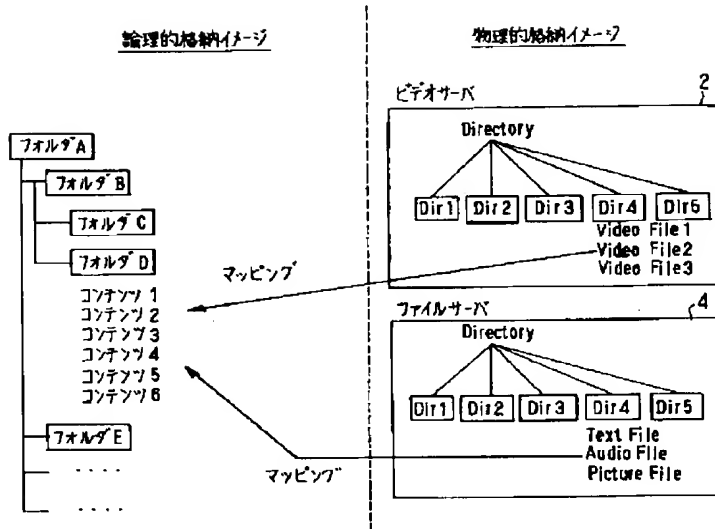 論理的格納イメージ
物理的格納イメージ
フォルダA
フォルダB
フォルダC
フォルダD
コンテンツ1
コンテンツ2
コンテンツ3
コンテンツ4
コンテンツ5
コンテンツ6
フォルダE
....
....
マッピング
マッピング
ビデオサーバ
2
Directory
Dir1 Dir2 Dir3 Dir4 Dir5
Video File1
Video File2
Video File3
ファイルサーバ
4
Directory
Dir1 Dir2 Dir3 Dir4 Dir5
Text File
Audio File
Picture File